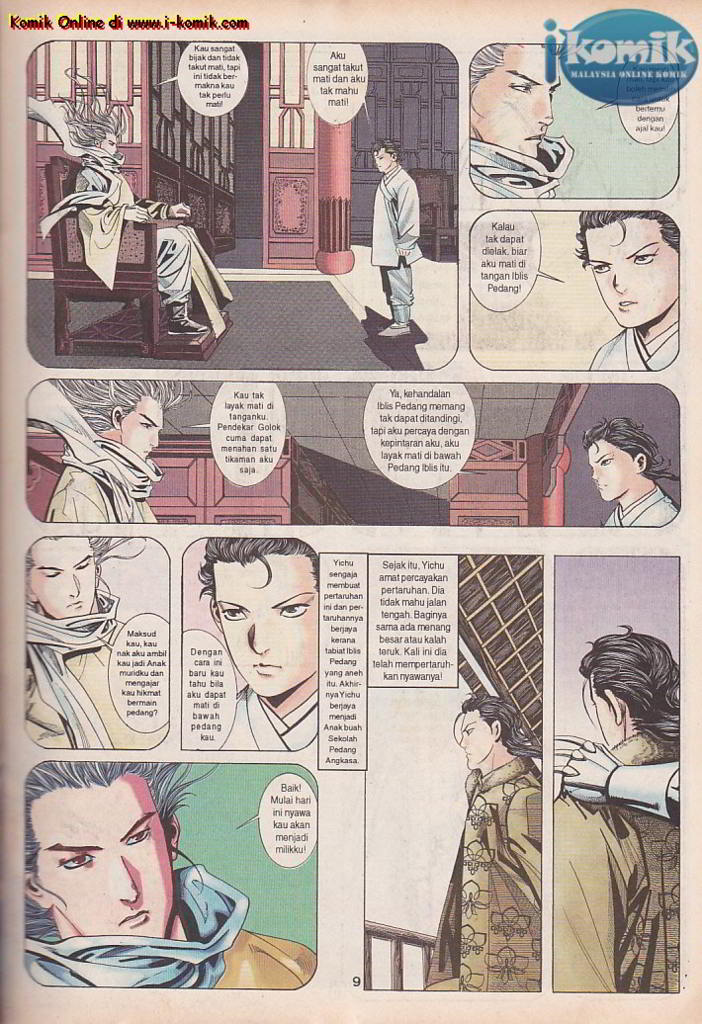 Komik Online di www.i-komik.com
ikomik
MALAYSIA ONLINE KOMIK
Kau sangat
bijak dan tidak
takut mati, tapi
ini tidak ber-
makna kau
tak perlu
mati!
Aku
sangat takut
mati dan aku
tak mahu
mati!
bertemu
dengan
ajal kau!
Kalau
tak dapat
dielak, biar
aku mati di
tangan Iblis
Pedang!
Kau tak
layak mati di
tanganku.
Pendekar Golok
cuma dapat
menahan satu
tikaman aku
saja.
Ya, kehandalan
Iblis Pedang memang
tak dapat ditandingi,
tapi aku percaya dengan
kepintaran aku, aku
layak mati di bawah
Pedang Iblis itu.
Maksud
kau, kau
nak aku ambil
kau jadi Anak
muridku dan
mengajar
kau hikmat
bermain
pedang?
Dengan
cara ini
baru kau
tahu bila
aku dapat
mati di
bawah
pedang
kau.
Yichu
sengaja
membuat
pertaruhan
ini dan per-
taruhannya
berjaya
kerana
tabiat Iblis
Pedang
yang aneh
itu. Akhir-
nya Yichu
berjaya
menjadi
Anak buah
Sekolah
Pedang
Angkasa.
Sejak itu, Yichu
amat percayakan
pertaruhan. Dia
tidak mahu jalan
tengah. Baginya
sama ada menang
besar atau kalah
teruk. Kali ini dia
telah mempertaruh-
kan nyawanya!
Baik!
Mulai hari
ini nyawa
kau akan
menjadi
milikku!
9